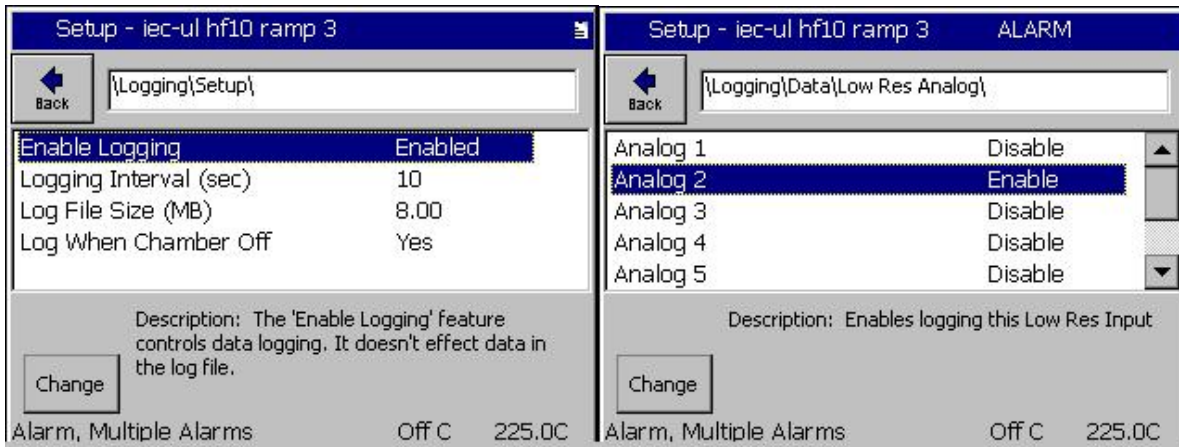 Setup - iec-ul hf10 ramp 3
Back
\Logging\Setup\
Enable Logging Enabled
Logging Interval (sec) 10
Log File Size (MB) 8.00
Log When Chamber Off Yes
Description: The 'Enable Logging' feature
controls data logging. It doesn't effect data in
the log file.
Change
Alarm, Multiple Alarms Off C 225.0C
Setup - iec-ul hf10 ramp 3 ALARM
Back
\Logging\Data\Low Res Analog\
Analog 1 Disable
Analog 2 Enable
Analog 3 Disable
Analog 4 Disable
Analog 5 Disable
Description: Enables logging this Low Res Input
Change
Alarm, Multiple Alarms Off C 225.0C